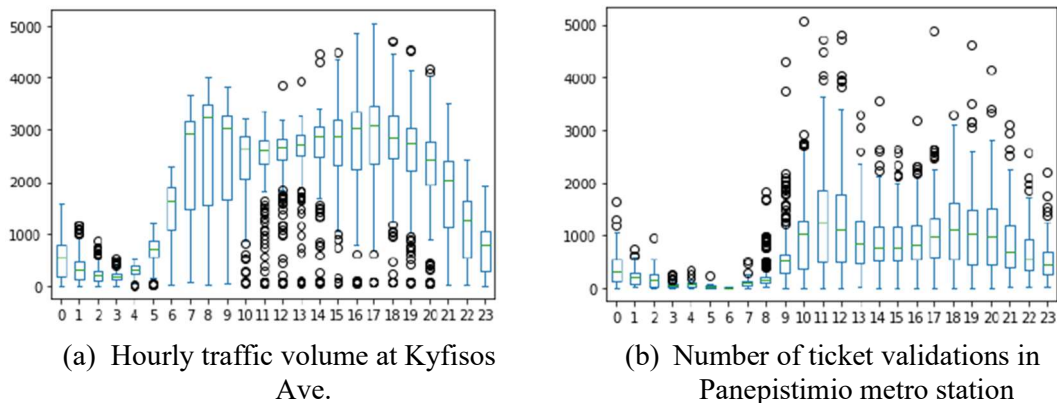 5000
4000
3000
2000
1000
0
0 1 2 3 4 5 6 7 8 9 10 11 12 13 14 15 16 17 18 19 20 21 22 23
(a) Hourly traffic volume at Kyfisos
Ave.
5000
4000
3000
2000
1000
0
0 1 2 3 4 5 6 7 8 9 10 11 12 13 14 15 16 17 18 19 20 21 22 23
(b) Number of ticket validations in
Panepistimio metro station